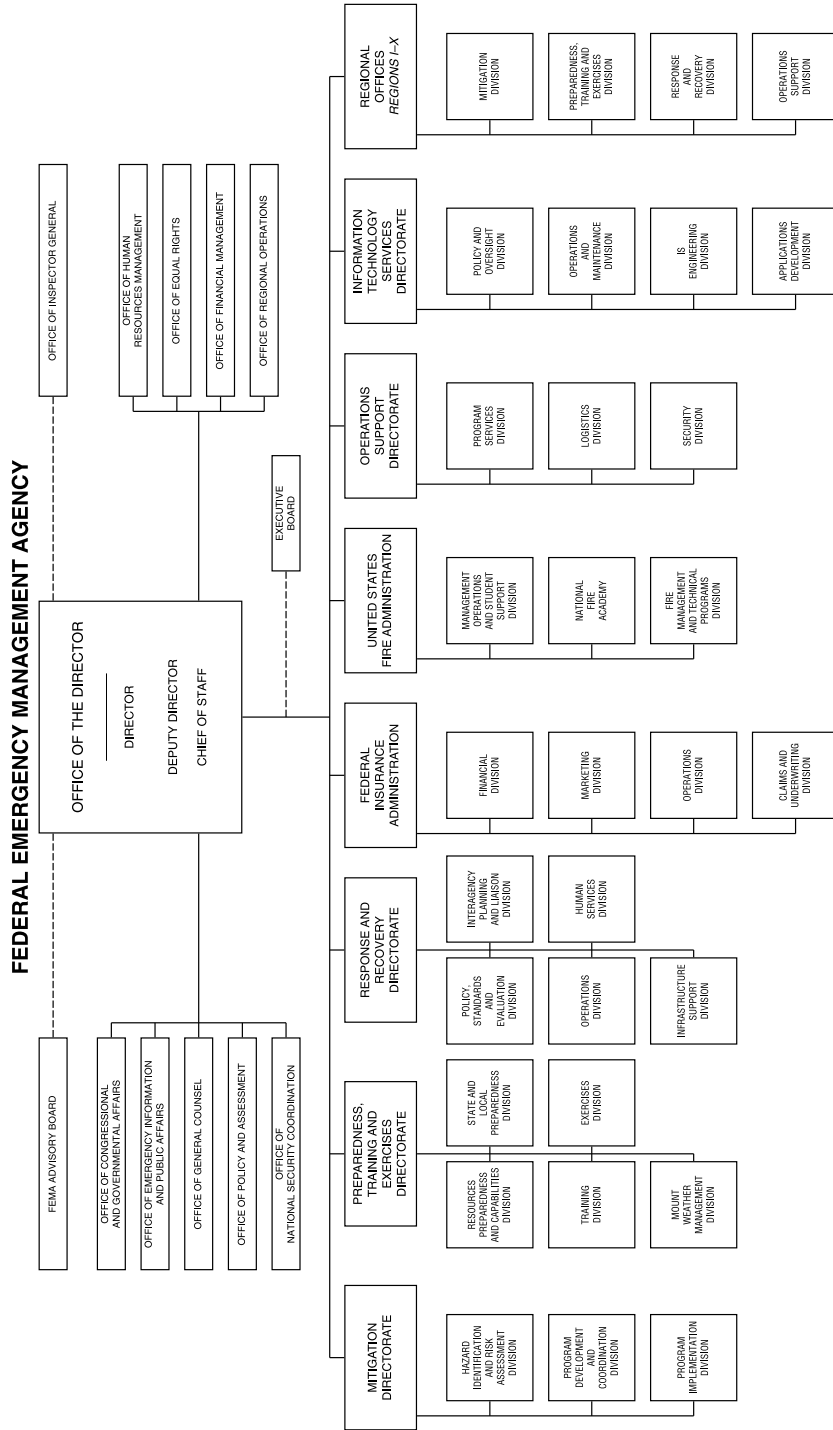 FEDERAL EMERGENCY MANAGEMENT AGENCY
OFFICE OF THE DIRECTOR
DIRECTOR
DEPUTY DIRECTOR
CHIEF OF STAFF
FEMA ADVISORY BOARD
OFFICE OF INSPECTOR GENERAL
OFFICE OF CONGRESSIONAL
AND GOVERNMENTAL AFFAIRS
OFFICE OF EMERGENCY INFORMATION
AND PUBLIC AFFAIRS
OFFICE OF GENERAL COUNSEL
OFFICE OF POLICY AND ASSESSMENT
OFFICE OF
NATIONAL SECURITY COORDINATION
OFFICE OF HUMAN
RESOURCES MANAGEMENT
OFFICE OF EQUAL RIGHTS
OFFICE OF FINANCIAL MANAGEMENT
OFFICE OF REGIONAL OPERATIONS
EXECUTIVE
BOARD
MITIGATION
DIRECTORATE
HAZARD
IDENTIFICATION
AND RISK
ASSESSMENT
DIVISION
PROGRAM
DEVELOPMENT
AND
COORDINATION
DIVISION
PROGRAM
IMPLEMENTATION
DIVISION
PREPAREDNESS,
TRAINING AND
EXERCISES
DIRECTORATE
RESOURCES
PREPAREDNESS
AND CAPABILITIES
DIVISION
STATE AND
LOCAL
PREPAREDNESS
DIVISION
TRAINING
DIVISION
EXERCISES
DIVISION
MOUNT
WEATHER
MANAGEMENT
DIVISION
RESPONSE AND
RECOVERY
DIRECTORATE
POLICY,
STANDARDS
AND
EVALUATION
DIVISION
INTERAGENCY
PLANNING
AND LIAISON
DIVISION
OPERATIONS
DIVISION
HUMAN
SERVICES
DIVISION
INFRASTRUCTURE
SUPPORT
DIVISION
FEDERAL
INSURANCE
ADMINISTRATION
FINANCIAL
DIVISION
MARKETING
DIVISION
OPERATIONS
DIVISION
CLAIMS AND
UNDERWRITING
DIVISION
UNITED STATES
FIRE ADMINISTRATION
MANAGEMENT
OPERATIONS
AND STUDENT
SUPPORT
DIVISION
NATIONAL
FIRE
ACADEMY
FIRE
MANAGEMENT
AND TECHNICAL
PROGRAMS
DIVISION
OPERATIONS
SUPPORT
DIRECTORATE
PROGRAM
SERVICES
DIVISION
LOGISTICS
DIVISION
SECURITY
DIVISION
INFORMATION
TECHNOLOGY
SERVICES
DIRECTORATE
POLICY AND
OVERSIGHT
DIVISION
OPERATIONS
AND
MAINTENANCE
DIVISION
IS
ENGINEERING
DIVISION
APPLICATIONS
DEVELOPMENT
DIVISION
REGIONAL
OFFICES
REGIONS I–X
MITIGATION
DIVISION
PREPAREDNESS,
TRAINING AND
EXERCISES
DIVISION
RESPONSE
AND
RECOVERY
DIVISION
OPERATIONS
SUPPORT
DIVISION